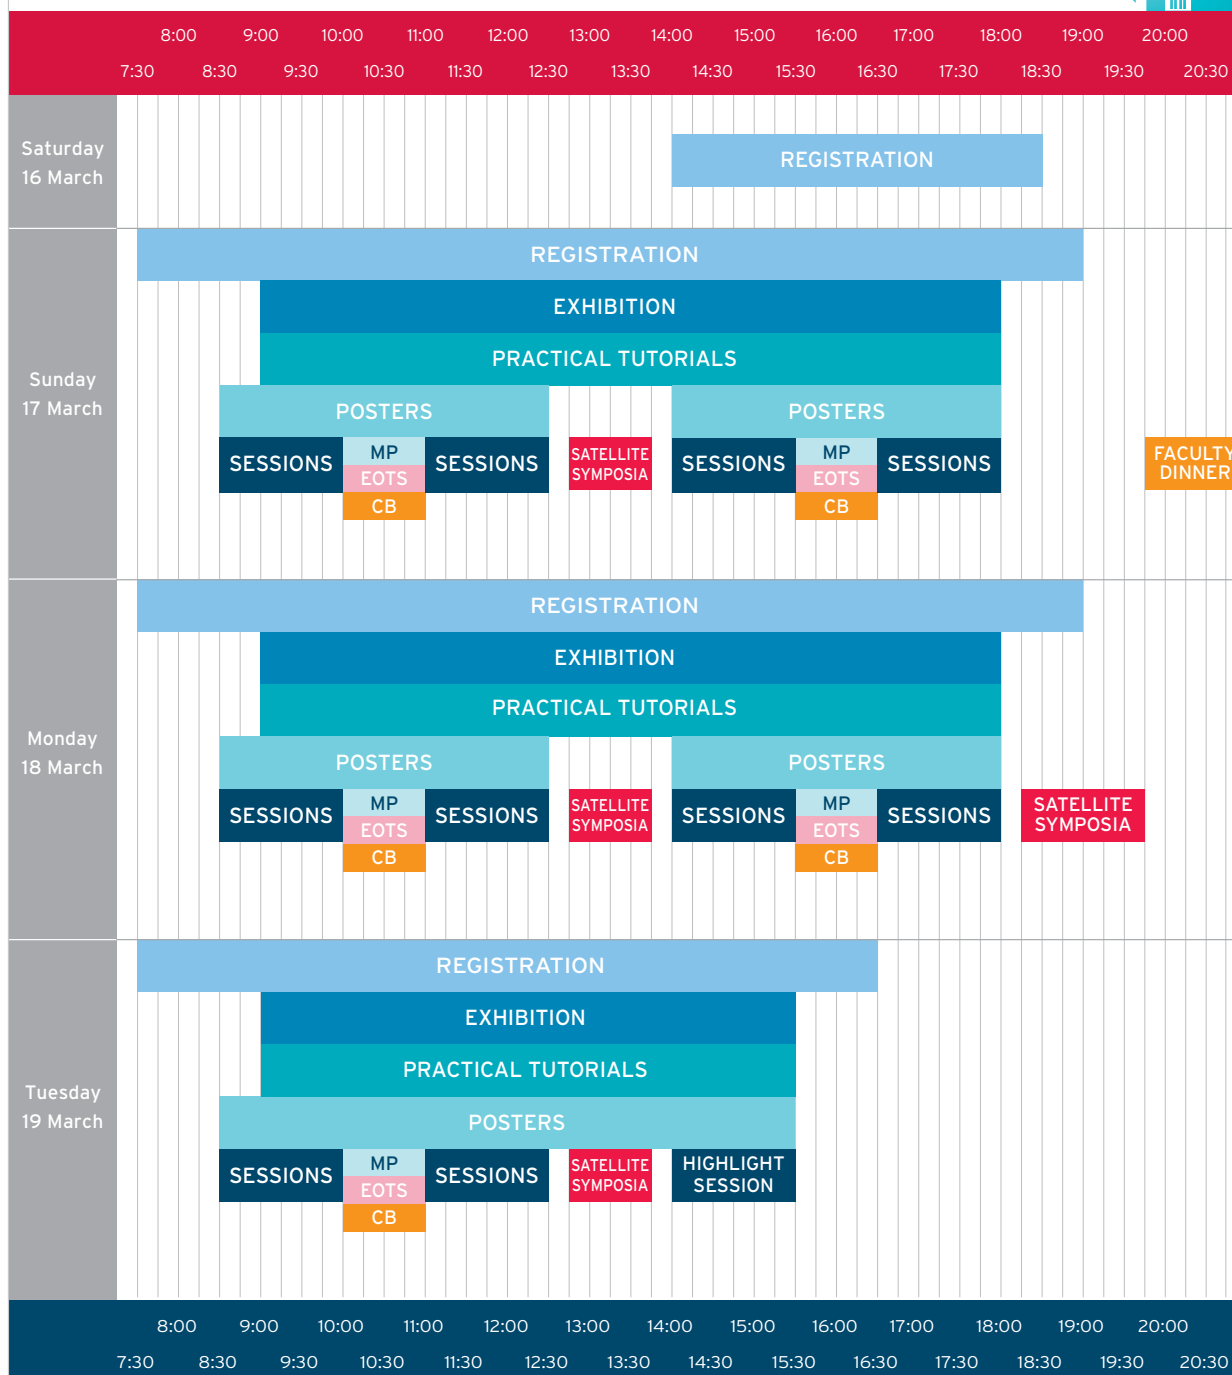 8:00 9:00 10:00 11:00 12:00 13:00 14:00 15:00 16:00 17:00 18:00 19:00 20:00
7:30 8:30 9:30 10:30 11:30 12:30 13:30 14:30 15:30 16:30 17:30 18:30 19:30 20:30
Saturday
16 March
REGISTRATION
Sunday
17 March
REGISTRATION
EXHIBITION
PRACTICAL TUTORIALS
POSTERS POSTERS
SESSIONS
MP
EOTS
CB
SESSIONS
SATELLITE
SYMPOSIA
SESSIONS
MP
EOTS
CB
SESSIONS
FACULTY
DINNER
Monday
18 March
REGISTRATION
EXHIBITION
PRACTICAL TUTORIALS
POSTERS POSTERS
SESSIONS
MP
EOTS
CB
SESSIONS
SATELLITE
SYMPOSIA
SESSIONS
MP
EOTS
CB
SESSIONS
SATELLITE
SYMPOSIA
Tuesday
19 March
REGISTRATION
EXHIBITION
PRACTICAL TUTORIALS
POSTERS
SESSIONS
MP
EOTS
CB
SESSIONS
SATELLITE
SYMPOSIA
HIGHLIGHT
SESSION
8:00 9:00 10:00 11:00 12:00 13:00 14:00 15:00 16:00 17:00 18:00 19:00 20:00
7:30 8:30 9:30 10:30 11:30 12:30 13:30 14:30 15:30 16:30 17:30 18:30 19:30 20:30